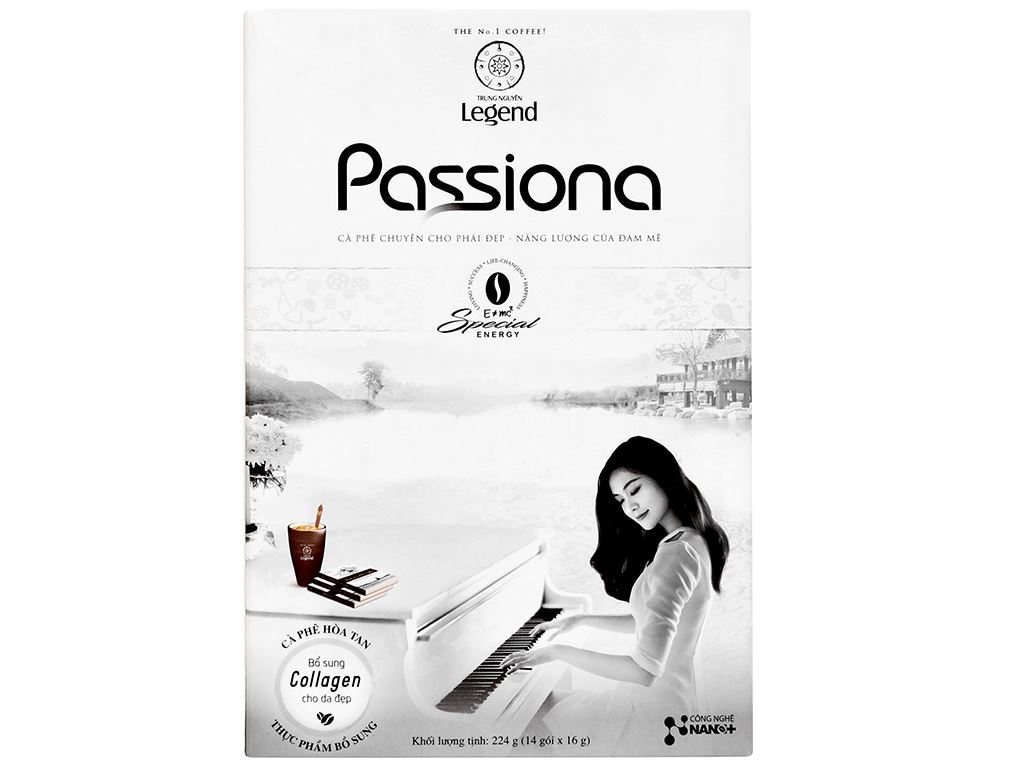 THE No.1 COFFEE!
TRUNG NGUYÊN
Legend
Passiona
CÀ PHÊ CHUYÊN CHO PHÁI ĐẸP - NĂNG LƯỢNG CỦA ĐAM MÊ
LOVING • SUCCESS • LIFE-CHANGING • HAPPINESS
E≠mc²
Special
ENERGY
Legend
CÀ PHÊ HÒA TAN
Bổ sung
Collagen
cho da đẹp
THỰC PHẨM BỔ SUNG
Khối lượng tịnh: 224 g (14 gói x 16 g)
CÔNG NGHỆ
NANO+